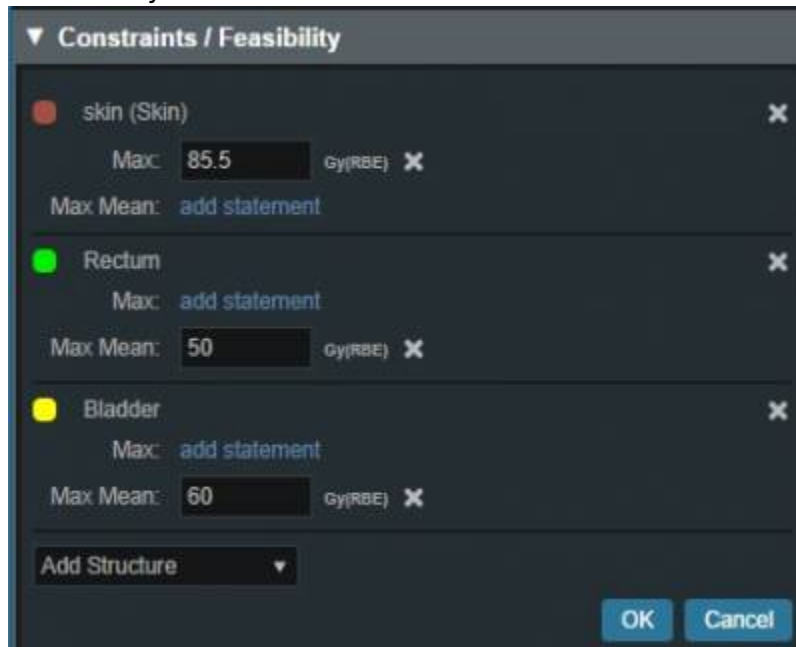 ▼ Constraints / Feasibility
skin (Skin)
Max: 85.5 Gy(RBE)
Max Mean: add statement
Rectum
Max: add statement
Max Mean: 50 Gy(RBE)
Bladder
Max: add statement
Max Mean: 60 Gy(RBE)
Add Structure
OK Cancel